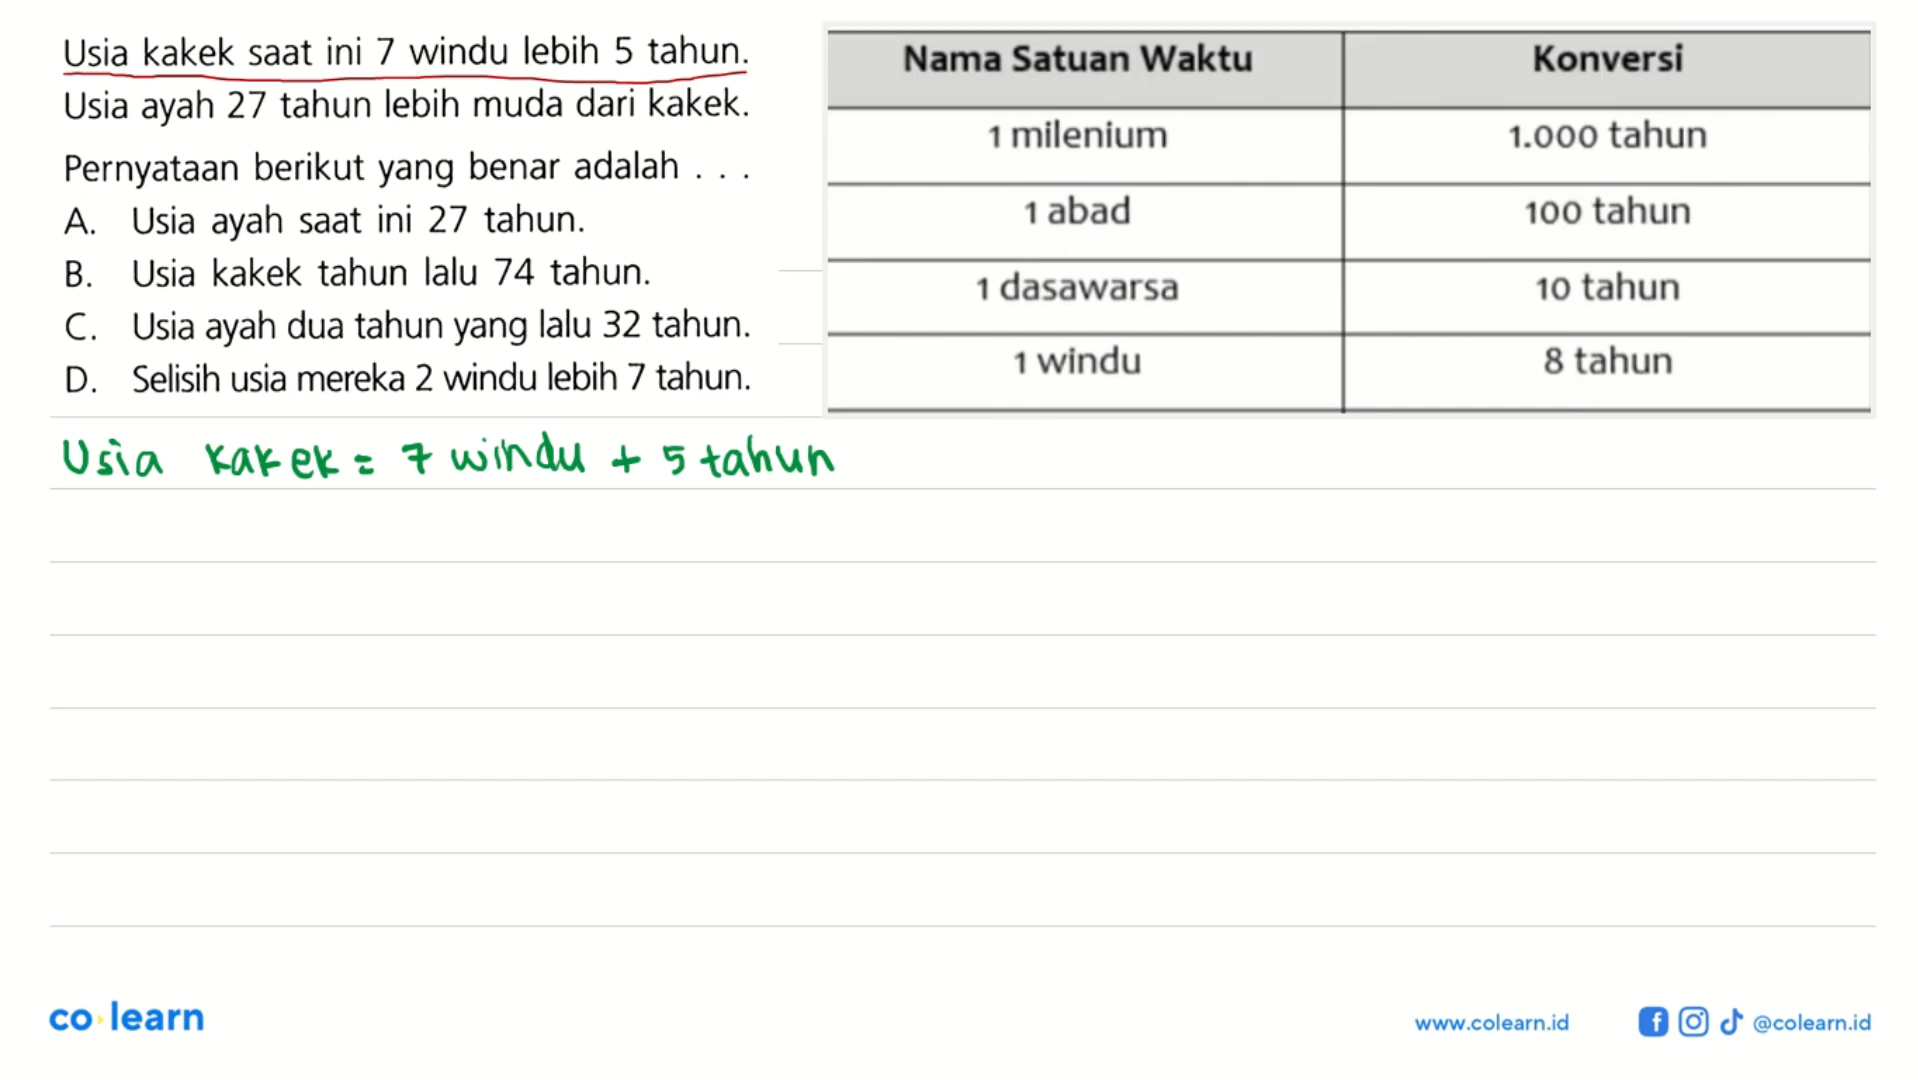 Usia kakek saat ini 7 windu lebih 5 tahun.
Usia ayah 27 tahun lebih muda dari kakek.
Pernyataan berikut yang benar adalah . . .
A. Usia ayah saat ini 27 tahun.
B. Usia kakek tahun lalu 74 tahun.
C. Usia ayah dua tahun yang lalu 32 tahun.
D. Selisih usia mereka 2 windu lebih 7 tahun.
Nama Satuan Waktu Konversi
1 milenium 1.000 tahun
1 abad 100 tahun
1 dasawarsa 10 tahun
1 windu 8 tahun
Usia kakek = 7 windu + 5 tahun
co learn
www.colearn.id @colearn.id